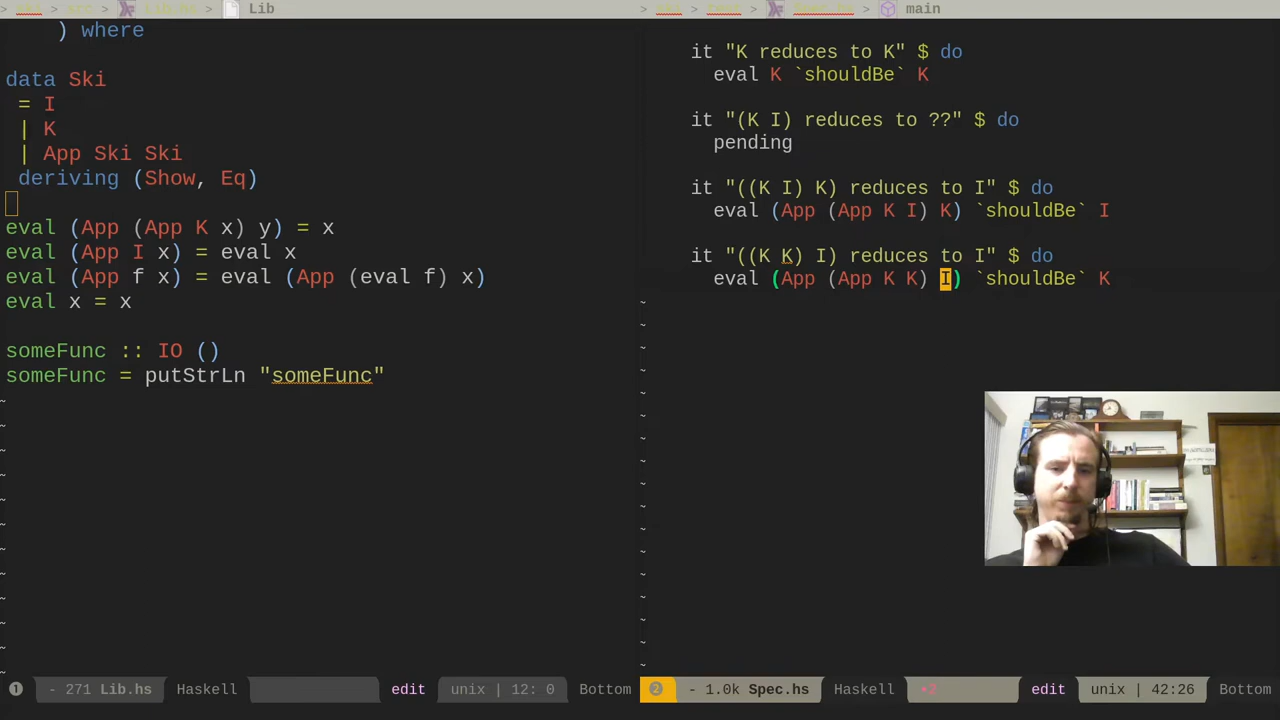 Lib
) where
data Ski
= I
| K
| App Ski Ski
deriving (Show, Eq)
eval (App (App K x) y) = x
eval (App I x) = eval x
eval (App f x) = eval (App (eval f) x)
eval x = x
someFunc :: IO ()
someFunc = putStrLn "someFunc"
❶ - 271 Lib.hs Haskell edit unix | 12: 0 Bottom
main
it "K reduces to K" $ do
eval K `shouldBe` K
it "(K I) reduces to ??" $ do
pending
it "((K I) K) reduces to I" $ do
eval (App (App K I) K) `shouldBe` I
it "((K K) I) reduces to I" $ do
eval (App (App K K) I) `shouldBe` K
❷ - 1.0k Spec.hs Haskell •2 edit unix | 42:26 Bottom